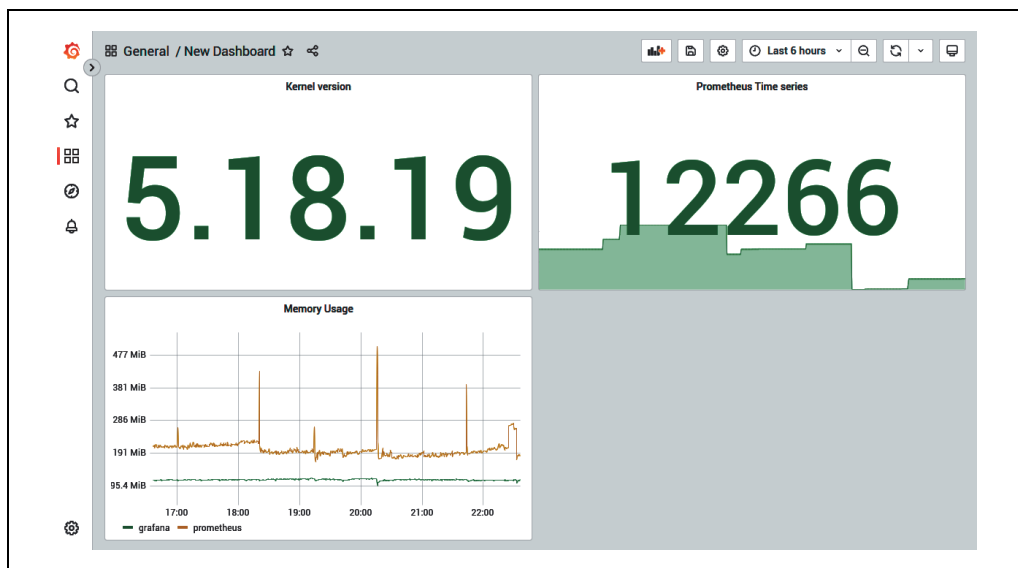 General / New Dashboard
Last 6 hours
Kernel version
5.18.19
Prometheus Time series
12266
Memory Usage
477 MiB
381 MiB
286 MiB
191 MiB
95.4 MiB
17:00 18:00 19:00 20:00 21:00 22:00
grafana prometheus